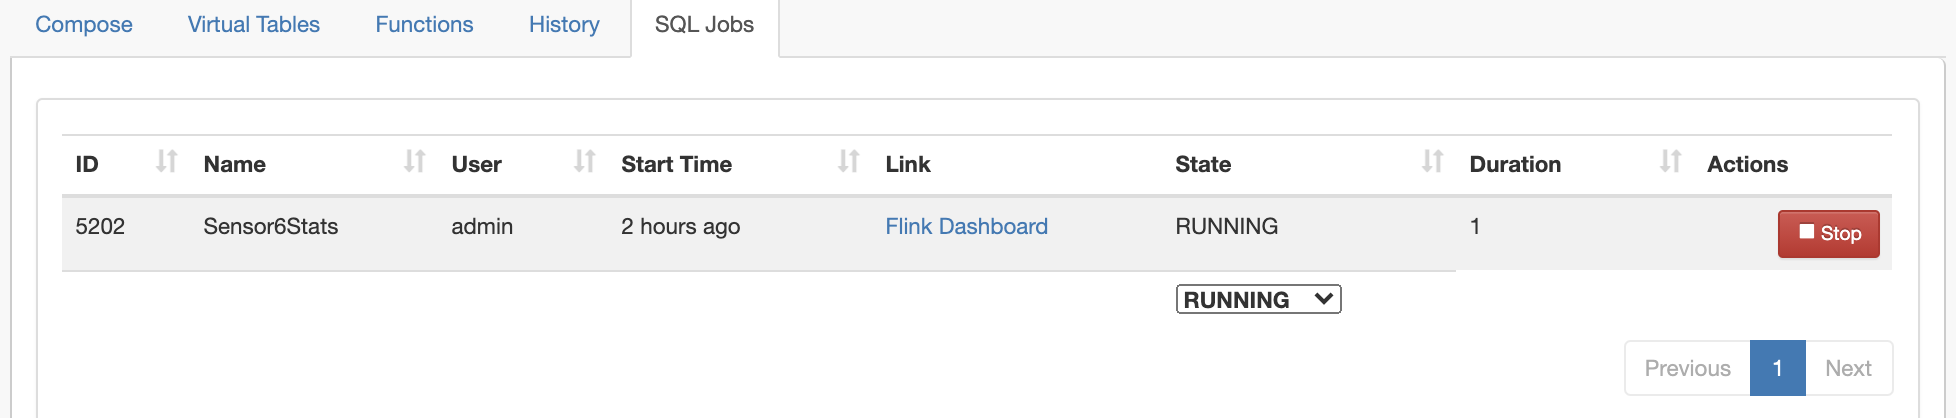 Compose Virtual Tables Functions History SQL Jobs
ID Name User Start Time Link State Duration Actions
5202 Sensor6Stats admin 2 hours ago Flink Dashboard RUNNING 1 Stop
RUNNING
Previous 1 Next